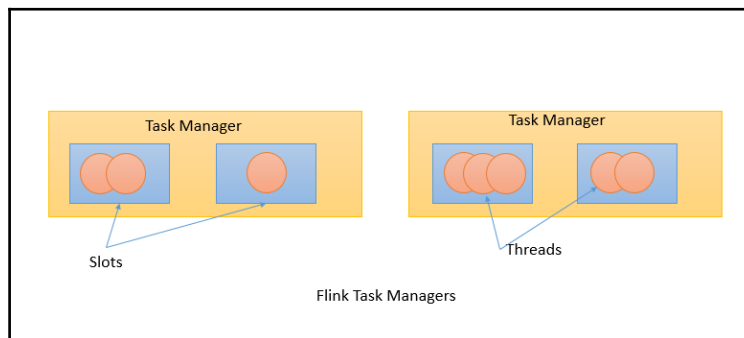 Task Manager
Task Manager
Slots
Threads
Flink Task Managers